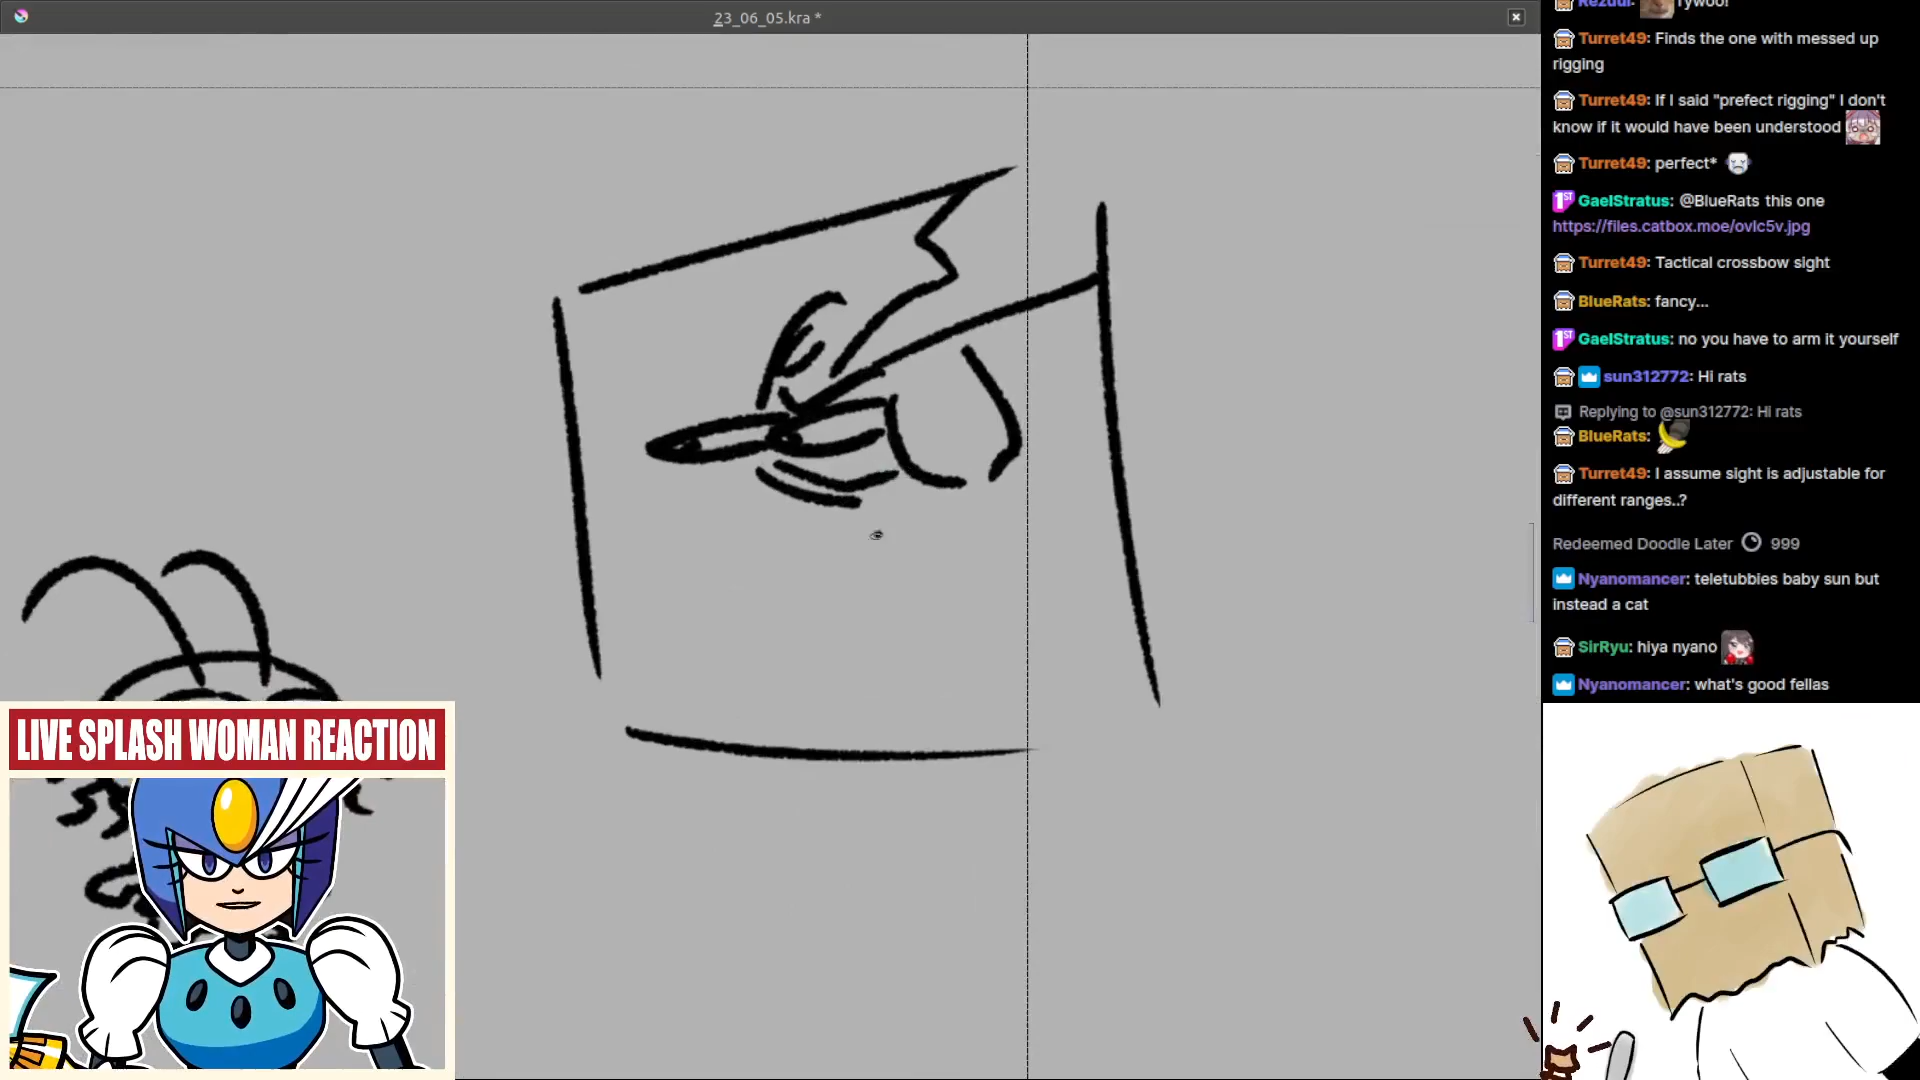 23_06_05.kra *
Rezuul: Tywoo!
Turret49: Finds the one with messed up
rigging
Turret49: If I said "prefect rigging" I don't
know if it would have been understood
Turret49: perfect*
GaelStratus: @BlueRats this one
https://files.catbox.moe/ovlc5v.jpg
Turret49: Tactical crossbow sight
BlueRats: fancy...
GaelStratus: no you have to arm it yourself
sun312772: Hi rats
Replying to @sun312772: Hi rats
BlueRats:
Turret49: I assume sight is adjustable for
different ranges..?
Redeemed Doodle Later 999
Nyanomancer: teletubbies baby sun but
instead a cat
SirRyu: hiya nyano
Nyanomancer: what's good fellas
LIVE SPLASH WOMAN REACTION